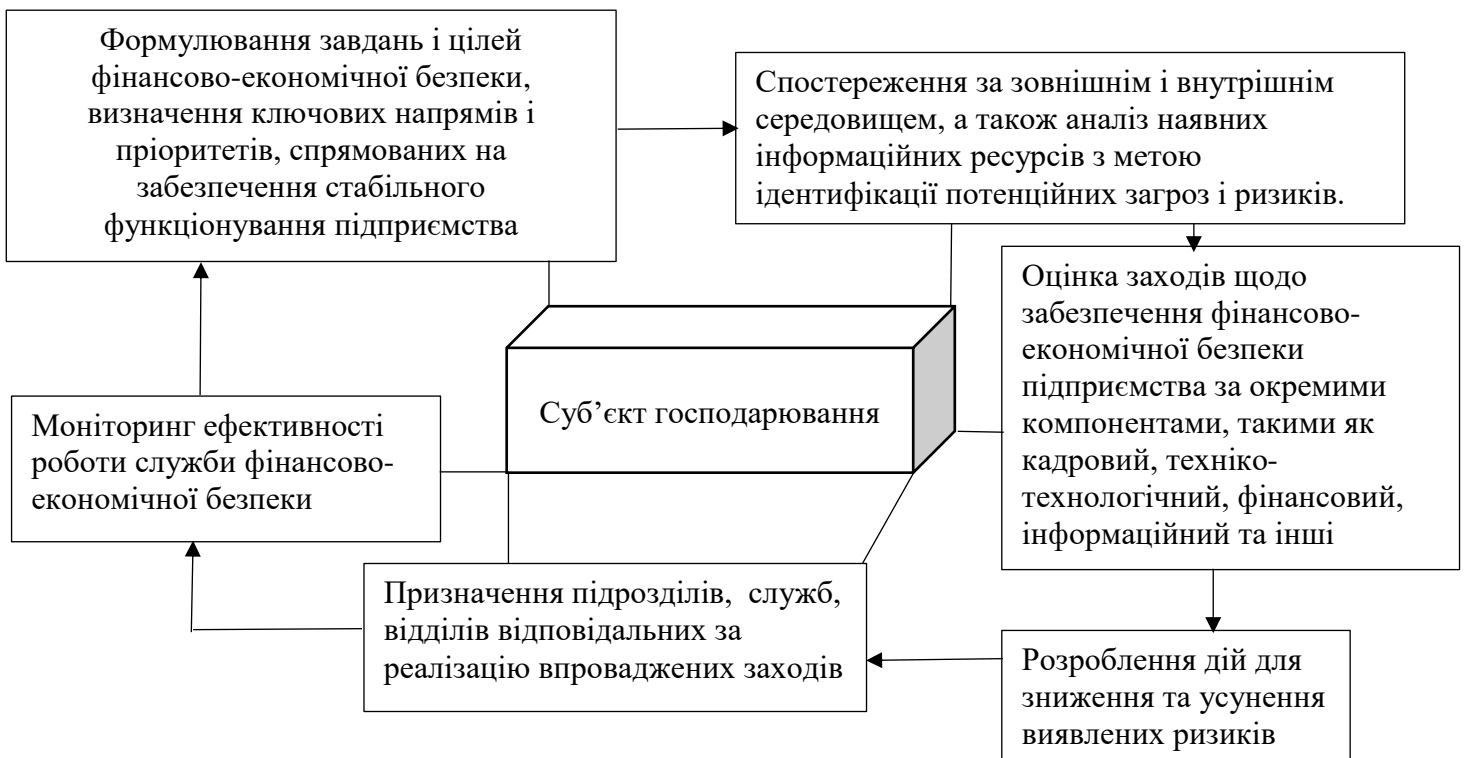 Формулювання завдань і цілей
фінансово-економічної безпеки,
визначення ключових напрямів і
пріоритетів, спрямованих на
забезпечення стабільного
функціонування підприємства
Спостереження за зовнішнім і внутрішнім
середовищем, а також аналіз наявних
інформаційних ресурсів з метою
ідентифікації потенційних загроз і ризиків.
Оцінка заходів щодо
забезпечення фінансово-
економічної безпеки
підприємства за окремими
компонентами, такими як
кадровий, техніко-
технологічний, фінансовий,
інформаційний та інші
Суб’єкт господарювання
Моніторинг ефективності
роботи служби фінансово-
економічної безпеки
Призначення підрозділів, служб,
відділів відповідальних за
реалізацію впроваджених заходів
Розроблення дій для
зниження та усунення
виявлених ризиків